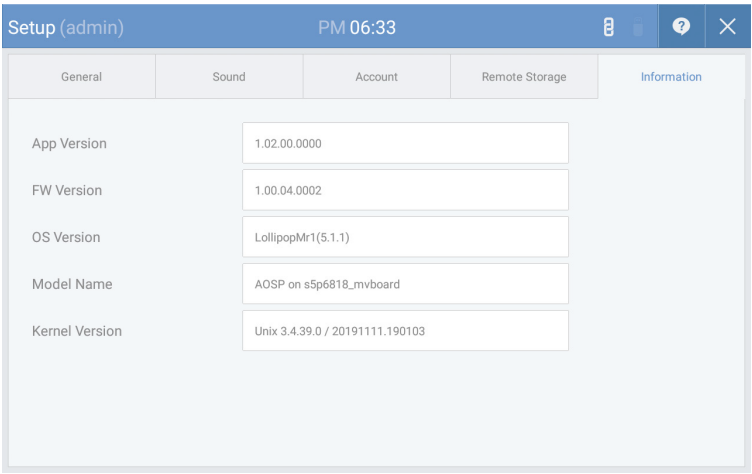 Setup (admin) PM 06:33
General Sound Account Remote Storage Information
App Version 1.02.00.0000
FW Version 1.00.04.0002
OS Version LollipopMr1(5.1.1)
Model Name AOSP on s5p6818_mvboard
Kernel Version Unix 3.4.39.0 / 20191111.190103